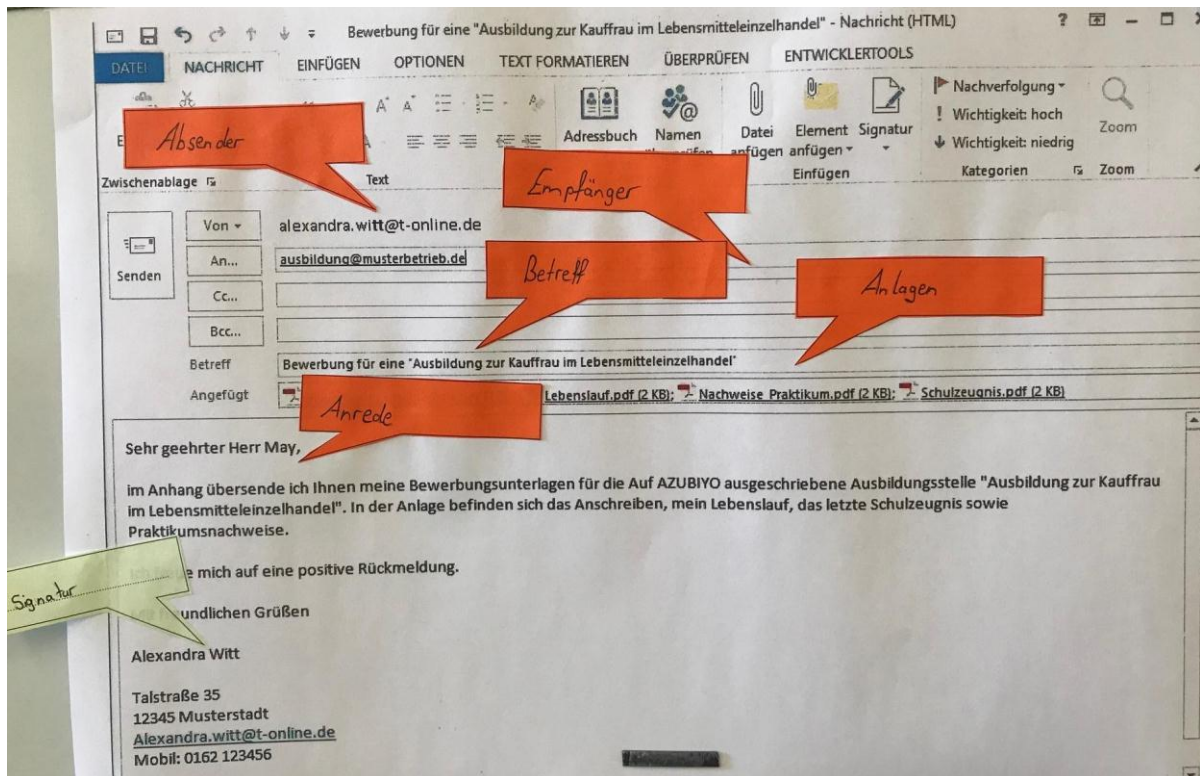 Bewerbung für eine "Ausbildung zur Kauffrau im Lebensmitteleinzelhandel" - Nachricht (HTML)
DATEI NACHRICHT EINFÜGEN OPTIONEN TEXT FORMATIEREN ÜBERPRÜFEN ENTWICKLERTOOLS
Absender
Adressbuch Namen
Datei anfügen
Element anfügen
Signatur
Nachverfolgung
! Wichtigkeit: hoch
Wichtigkeit: niedrig
Zoom
Zwischenablage Text Einfügen Kategorien Zoom
Empfänger
Senden
Von alexandra.witt@t-online.de
An... ausbildung@musterbetrieb.de
Betreff
Anlagen
Cc...
Bcc...
Betreff Bewerbung für eine "Ausbildung zur Kauffrau im Lebensmitteleinzelhandel"
Angefügt Lebenslauf.pdf (2 KB); Nachweise Praktikum.pdf (2 KB); Schulzeugnis.pdf (2 KB)
Anrede
Sehr geehrter Herr May,
im Anhang übersende ich Ihnen meine Bewerbungsunterlagen für die Auf AZUBIYO ausgeschriebene Ausbildungsstelle "Ausbildung zur Kauffrau
im Lebensmitteleinzelhandel". In der Anlage befinden sich das Anschreiben, mein Lebenslauf, das letzte Schulzeugnis sowie
Praktikumsnachweise.
mich auf eine positive Rückmeldung.
Signatur
Grüßen
Alexandra Witt
Talstraße 35
12345 Musterstadt
Alexandra.witt@t-online.de
Mobil: 0162 123456